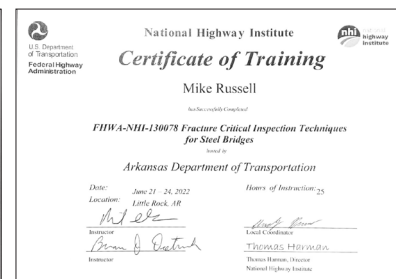 U.S. Department
of Transportation
Federal Highway
Administration
National Highway Institute
nhi
highway
institute
Certificate of Training
Mike Russell
has Successfully Completed
FHWA-NHI-130078 Fracture Critical Inspection Techniques
for Steel Bridges
hosted by
Arkansas Department of Transportation
Date: June 21 – 24, 2022
Hours of Instruction: 25
Location: Little Rock, AR
Instructor
Local Coordinator
Instructor
Thomas Harman
Thomas Harman, Director
National Highway Institute